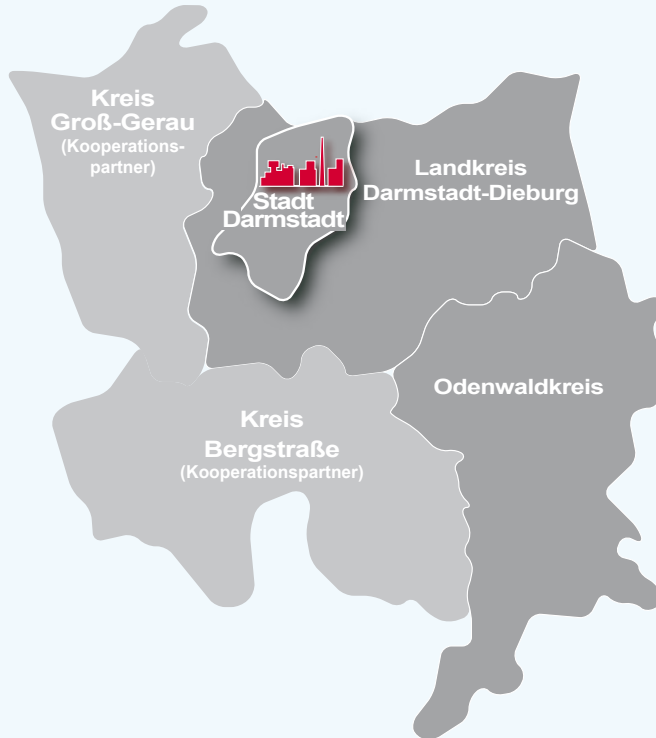 Kreis
Groß-Gerau
(Kooperations-
partner)
Landkreis
Darmstadt-Dieburg
Stadt
Darmstadt
Odenwaldkreis
Kreis
Bergstraße
(Kooperationspartner)